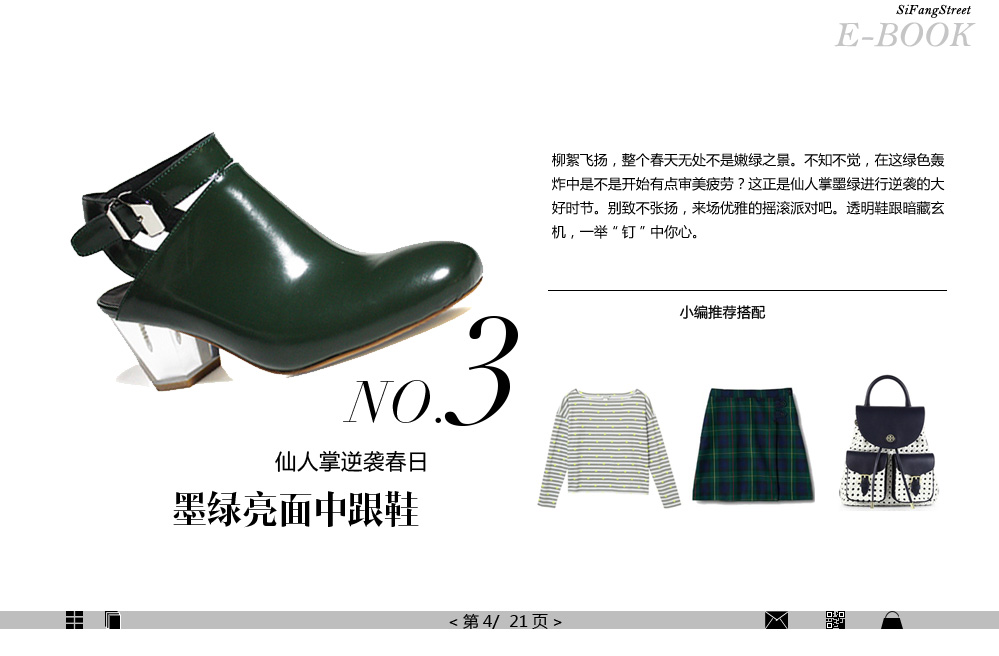 SiFangStreet
E-BOOK
柳絮飞扬，整个春天无处不是嫩绿之景。不知不觉，在这绿色轰
炸中是不是开始有点审美疲劳？这正是仙人掌墨绿进行逆袭的大
好时节。别致不张扬，来场优雅的摇滚派对吧。透明鞋跟暗藏玄
机，一举“钉”中你心。
小编推荐搭配
NO.3
仙人掌逆袭春日
墨绿亮面中跟鞋
< 第 4/ 21 页 >